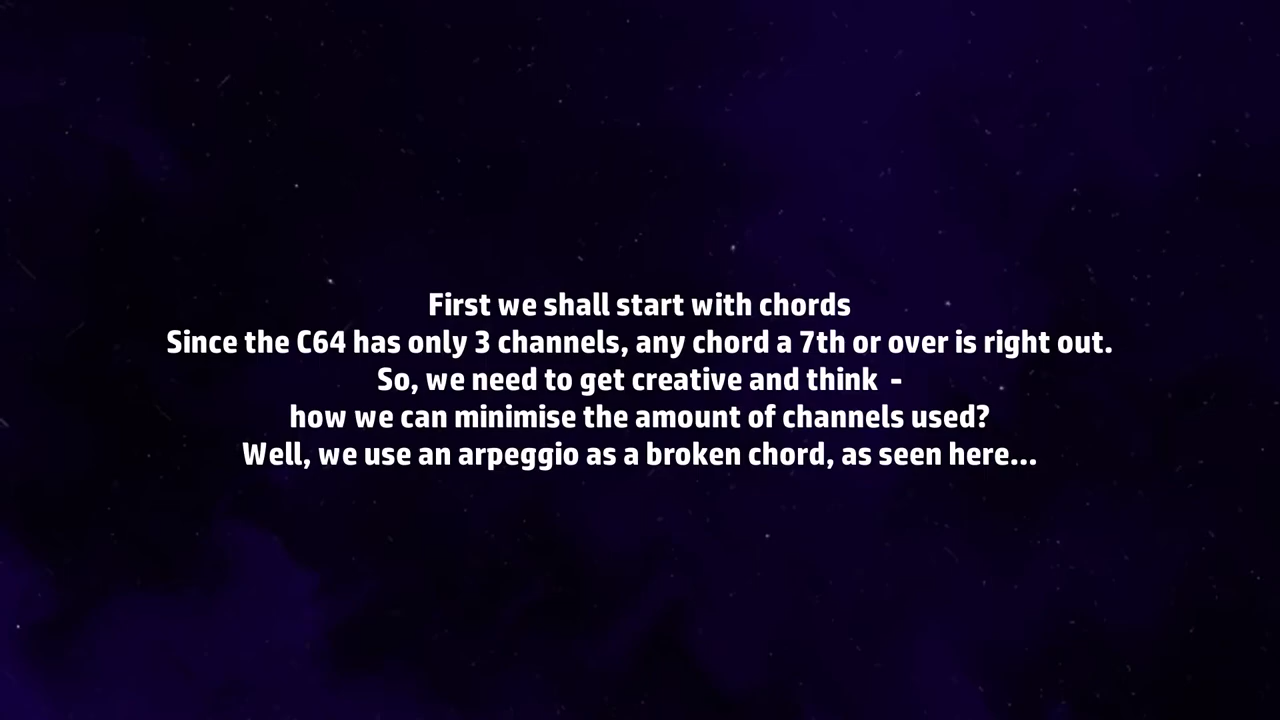 First we shall start with chords
Since the C64 has only 3 channels, any chord a 7th or over is right out.
So, we need to get creative and think  -
how we can minimise the amount of channels used?
Well, we use an arpeggio as a broken chord, as seen here...